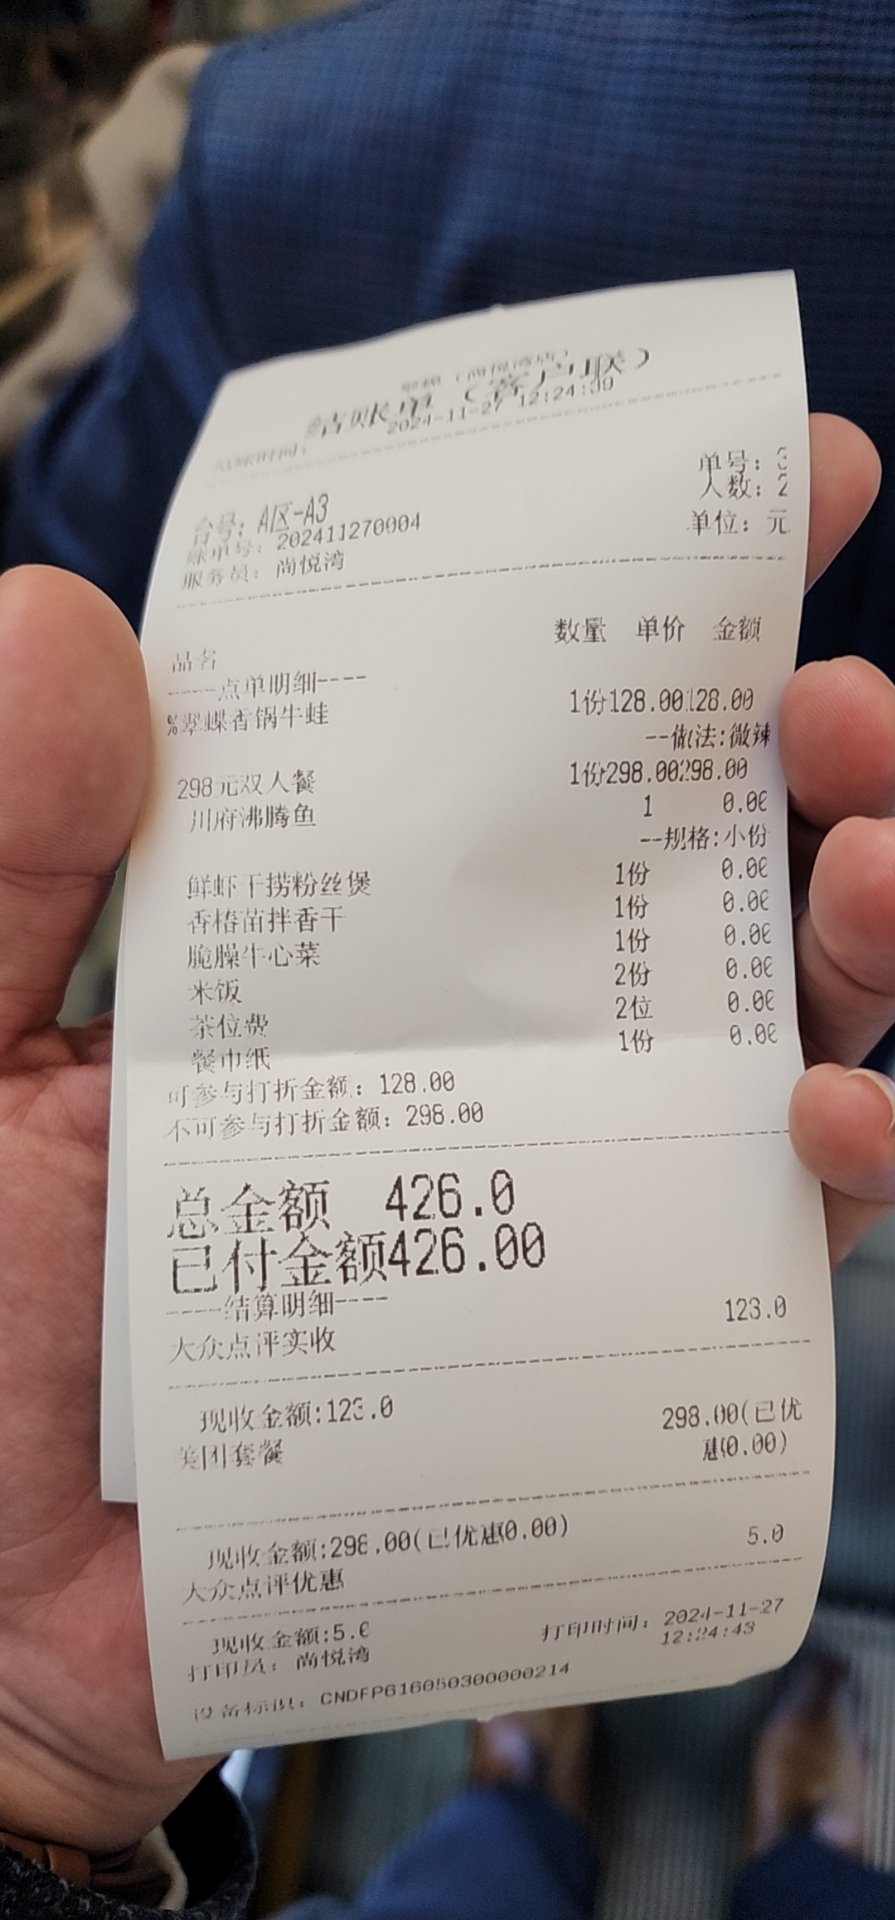 结账单（客户联）
结账时间： 2024-11-27 12:24:39
单号：3
台号：A区-A3 人数：2
账单号：202411270004
服务员：尚悦湾 单位：元
品名 数量 单价 金额
-----点单明细----
%翠蝶香锅牛蛙 1份128.00128.00
--做法:微辣
298元双人餐 1份298.00298.00
川府沸腾鱼 1 0.00
--规格:小份
鲜虾干捞粉丝煲 1份 0.00
香椿苗拌香干 1份 0.00
脆臊牛心菜 1份 0.00
米饭 2份 0.00
茶位费 2位 0.00
餐巾纸 1份 0.00
可参与打折金额：128.00
不可参与打折金额：298.00
总金额 426.0
已付金额426.00
-----结算明细----
大众点评实收 123.0
现收金额:123.0
美团套餐 298.00(已优
惠0.00)
现收金额:298.00(已优惠0.00)
大众点评优惠 5.0
现收金额:5.0
打印员：尚悦湾 打印时间：2024-11-27
12:24:43
设备标识：CNDFP616050300000214